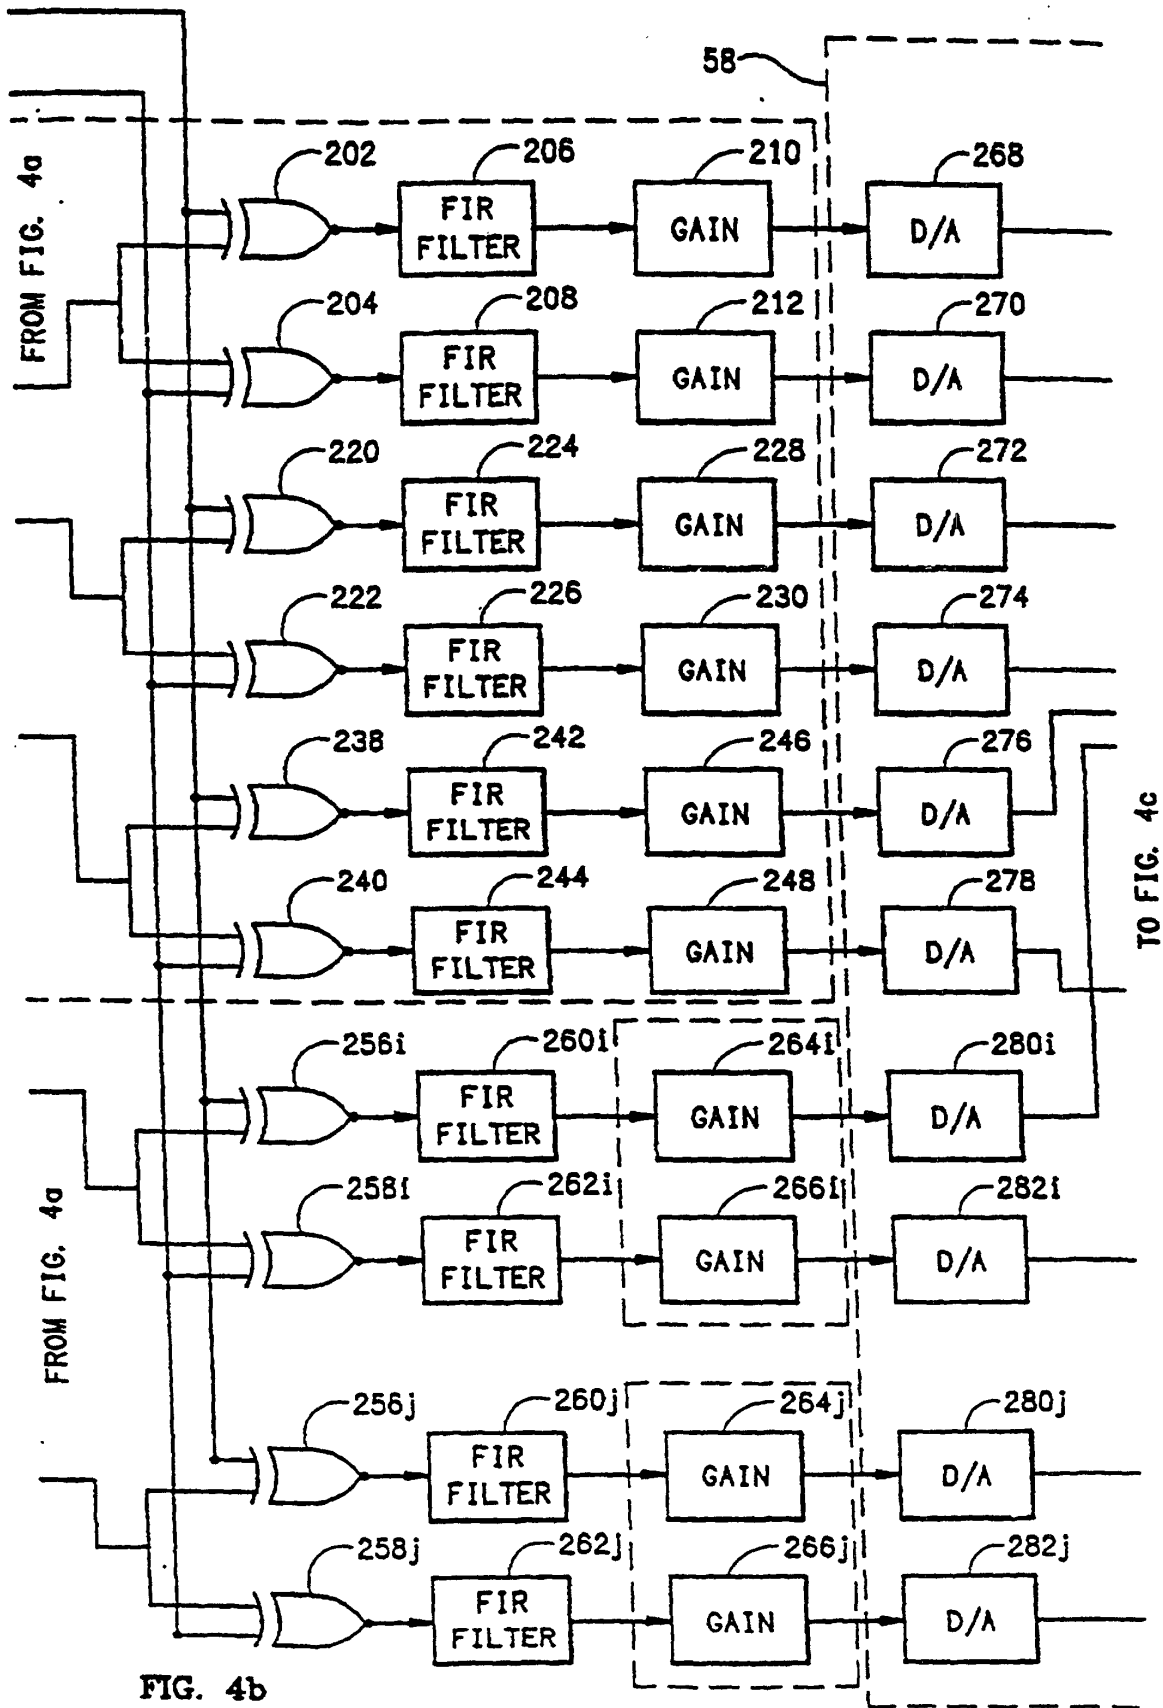 58
FROM FIG. 4a
202
206
210
268
FIR
FILTER
GAIN
D/A
204
208
212
270
FIR
FILTER
GAIN
D/A
220
224
228
272
FIR
FILTER
GAIN
D/A
222
226
230
274
FIR
FILTER
GAIN
D/A
238
242
246
276
FIR
FILTER
GAIN
D/A
TO FIG. 4c
240
244
248
278
FIR
FILTER
GAIN
D/A
256i
260i
264i
280i
FIR
FILTER
GAIN
D/A
FROM FIG. 4a
258i
262i
266i
282i
FIR
FILTER
GAIN
D/A
256j
260j
264j
280j
FIR
FILTER
GAIN
D/A
258j
262j
266j
282j
FIR
FILTER
GAIN
D/A
FIG. 4b